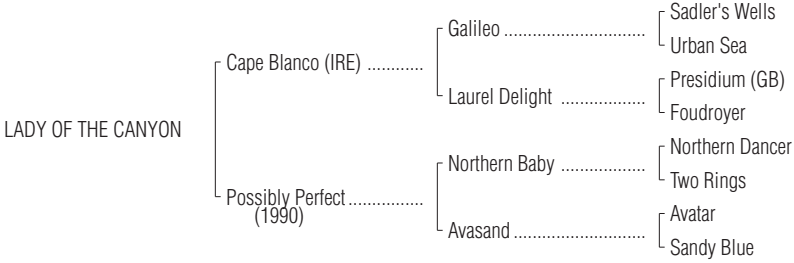 Sadler's Wells
Galileo ..............................
Urban Sea
Cape Blanco (IRE) ............
Presidium (GB)
Laurel Delight ..................
Foudroyer
LADY OF THE CANYON
Northern Dancer
Northern Baby ..................
Two Rings
Possibly Perfect................
(1990)
Avatar
Avasand ............................
Sandy Blue